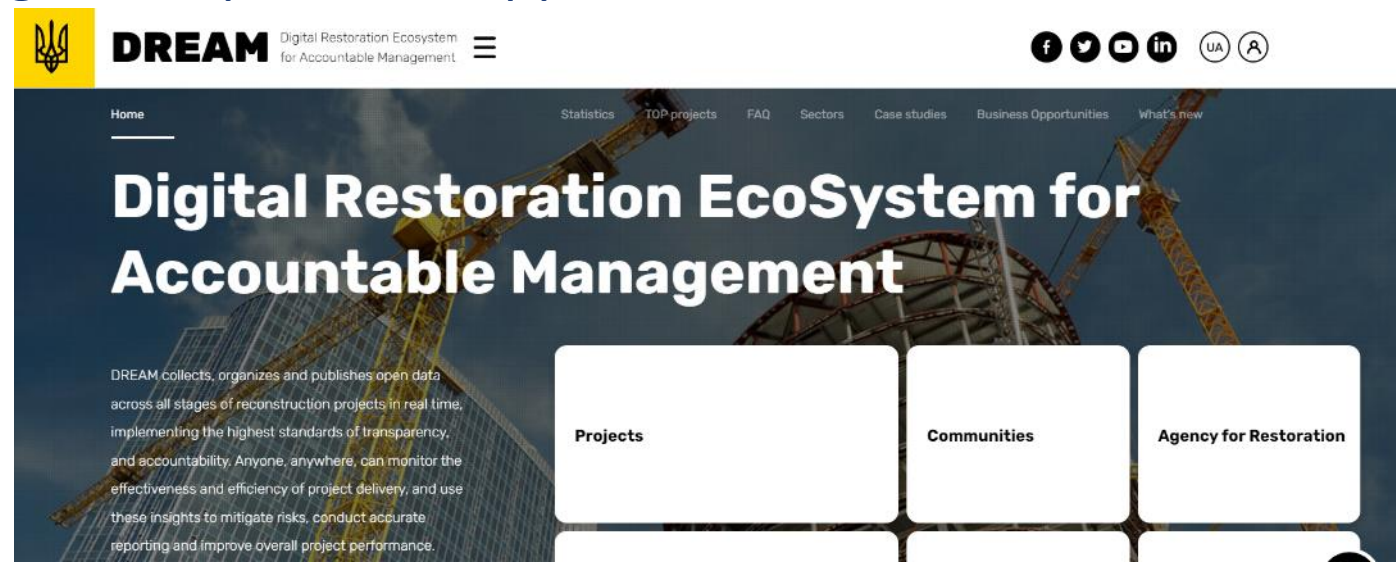 DREAM
Digital Restoration Ecosystem
for Accountable Management
UA
Home
Statistics
TOP projects
FAQ
Sectors
Case studies
Business Opportunities
What's new
Digital Restoration EcoSystem for
Accountable Management
DREAM collects, organizes and publishes open data
across all stages of reconstruction projects in real time,
implementing the highest standards of transparency,
and accountability. Anyone, anywhere, can monitor the
effectiveness and efficiency of project delivery, and use
these insights to mitigate risks, conduct accurate
reporting and improve overall project performance.
Projects
Communities
Agency for Restoration